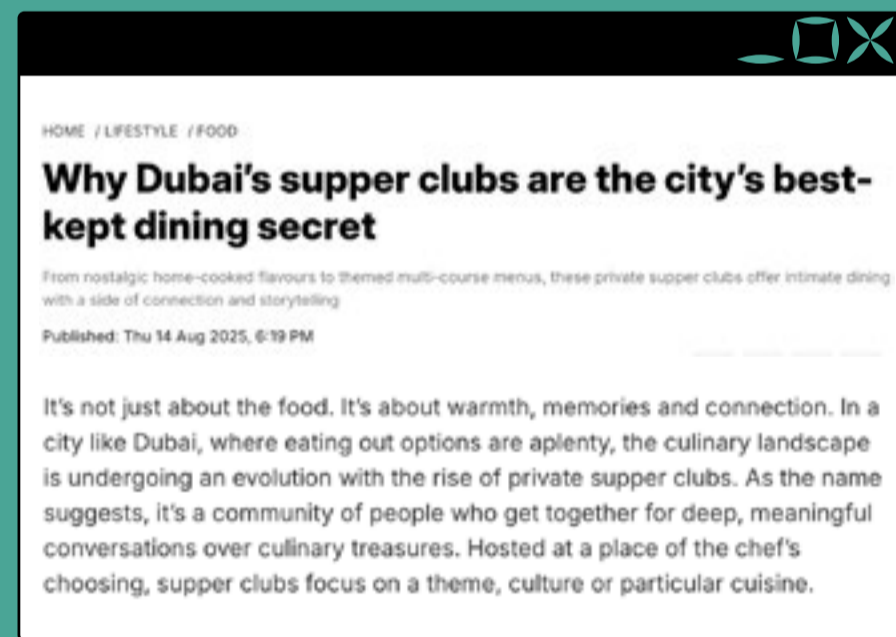 HOME / LIFESTYLE / FOOD
Why Dubai's supper clubs are the city's best-
kept dining secret
From nostalgic home-cooked flavours to themed multi-course menus, these private supper clubs offer intimate dining
with a side of connection and storytelling
Published: Thu 14 Aug 2025, 6:19 PM
It's not just about the food. It's about warmth, memories and connection. In a
city like Dubai, where eating out options are aplenty, the culinary landscape
is undergoing an evolution with the rise of private supper clubs. As the name
suggests, it's a community of people who get together for deep, meaningful
conversations over culinary treasures. Hosted at a place of the chef's
choosing, supper clubs focus on a theme, culture or particular cuisine.